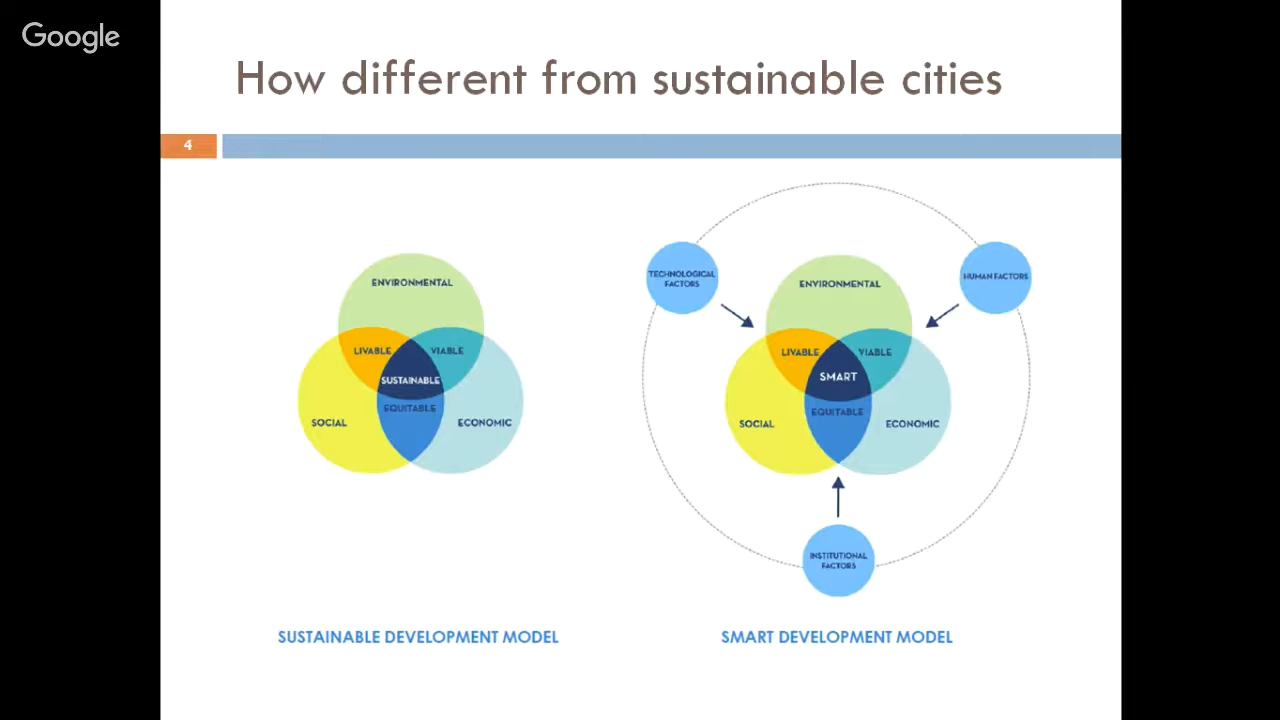 Google
How different from sustainable cities
4
ENVIRONMENTAL
LIVABLE
VIABLE
SUSTAINABLE
EQUITABLE
SOCIAL
ECONOMIC
SUSTAINABLE DEVELOPMENT MODEL
TECHNOLOGICAL
FACTORS
HUMAN FACTORS
ENVIRONMENTAL
LIVABLE
VIABLE
SMART
EQUITABLE
SOCIAL
ECONOMIC
INSTITUTIONAL
FACTORS
SMART DEVELOPMENT MODEL